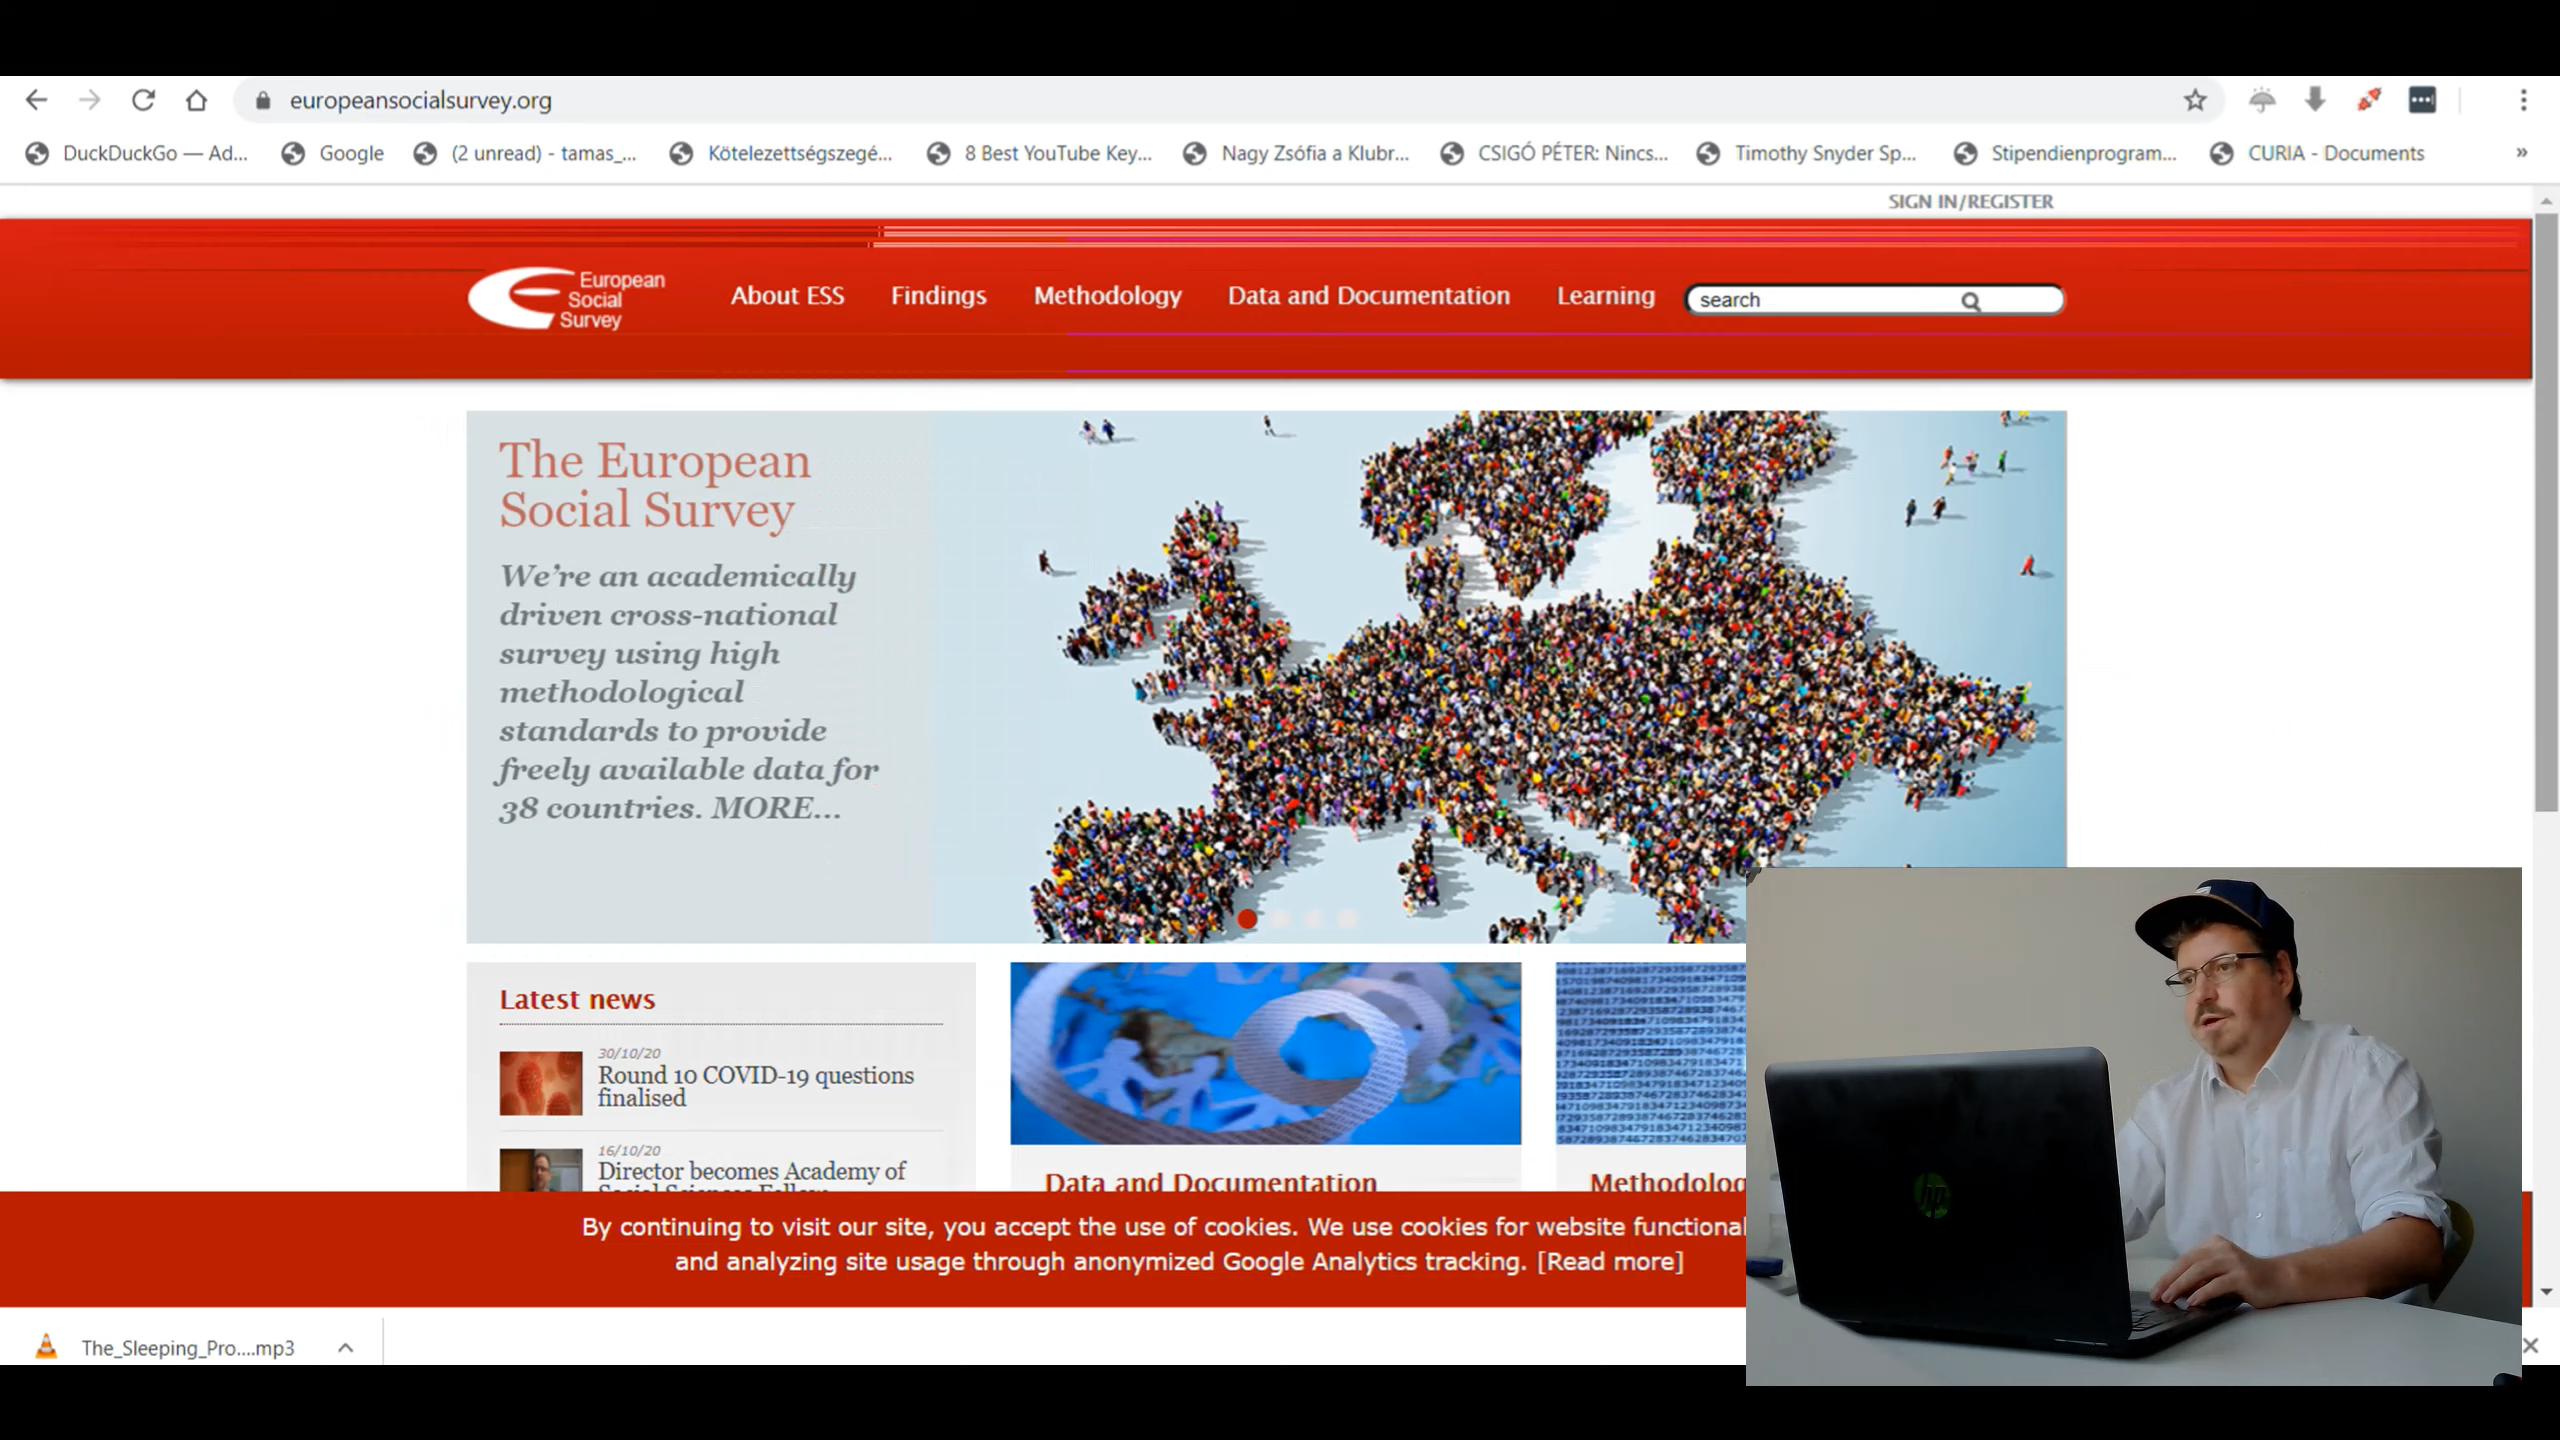 europeansocialsurvey.org
DuckDuckGo — Ad...
Google
(2 unread) - tamas_...
Kötelezettségszegé...
8 Best YouTube Key...
Nagy Zsófia a Klubr...
CSIGÓ PÉTER: Nincs...
Timothy Snyder Sp...
Stipendienprogram...
CURIA - Documents
»
SIGN IN/REGISTER
European
Social
Survey
About ESS
Findings
Methodology
Data and Documentation
Learning
search
The European
Social Survey
We're an academically
driven cross-national
survey using high
methodological
standards to provide
freely available data for
38 countries. MORE...
Latest news
30/10/20
Round 10 COVID-19 questions
finalised
16/10/20
Director becomes Academy of
Social Sciences Fellow
Data and Documentation
Methodolog
By continuing to visit our site, you accept the use of cookies. We use cookies for website functional
and analyzing site usage through anonymized Google Analytics tracking. [Read more]
The_Sleeping_Pro....mp3
hp